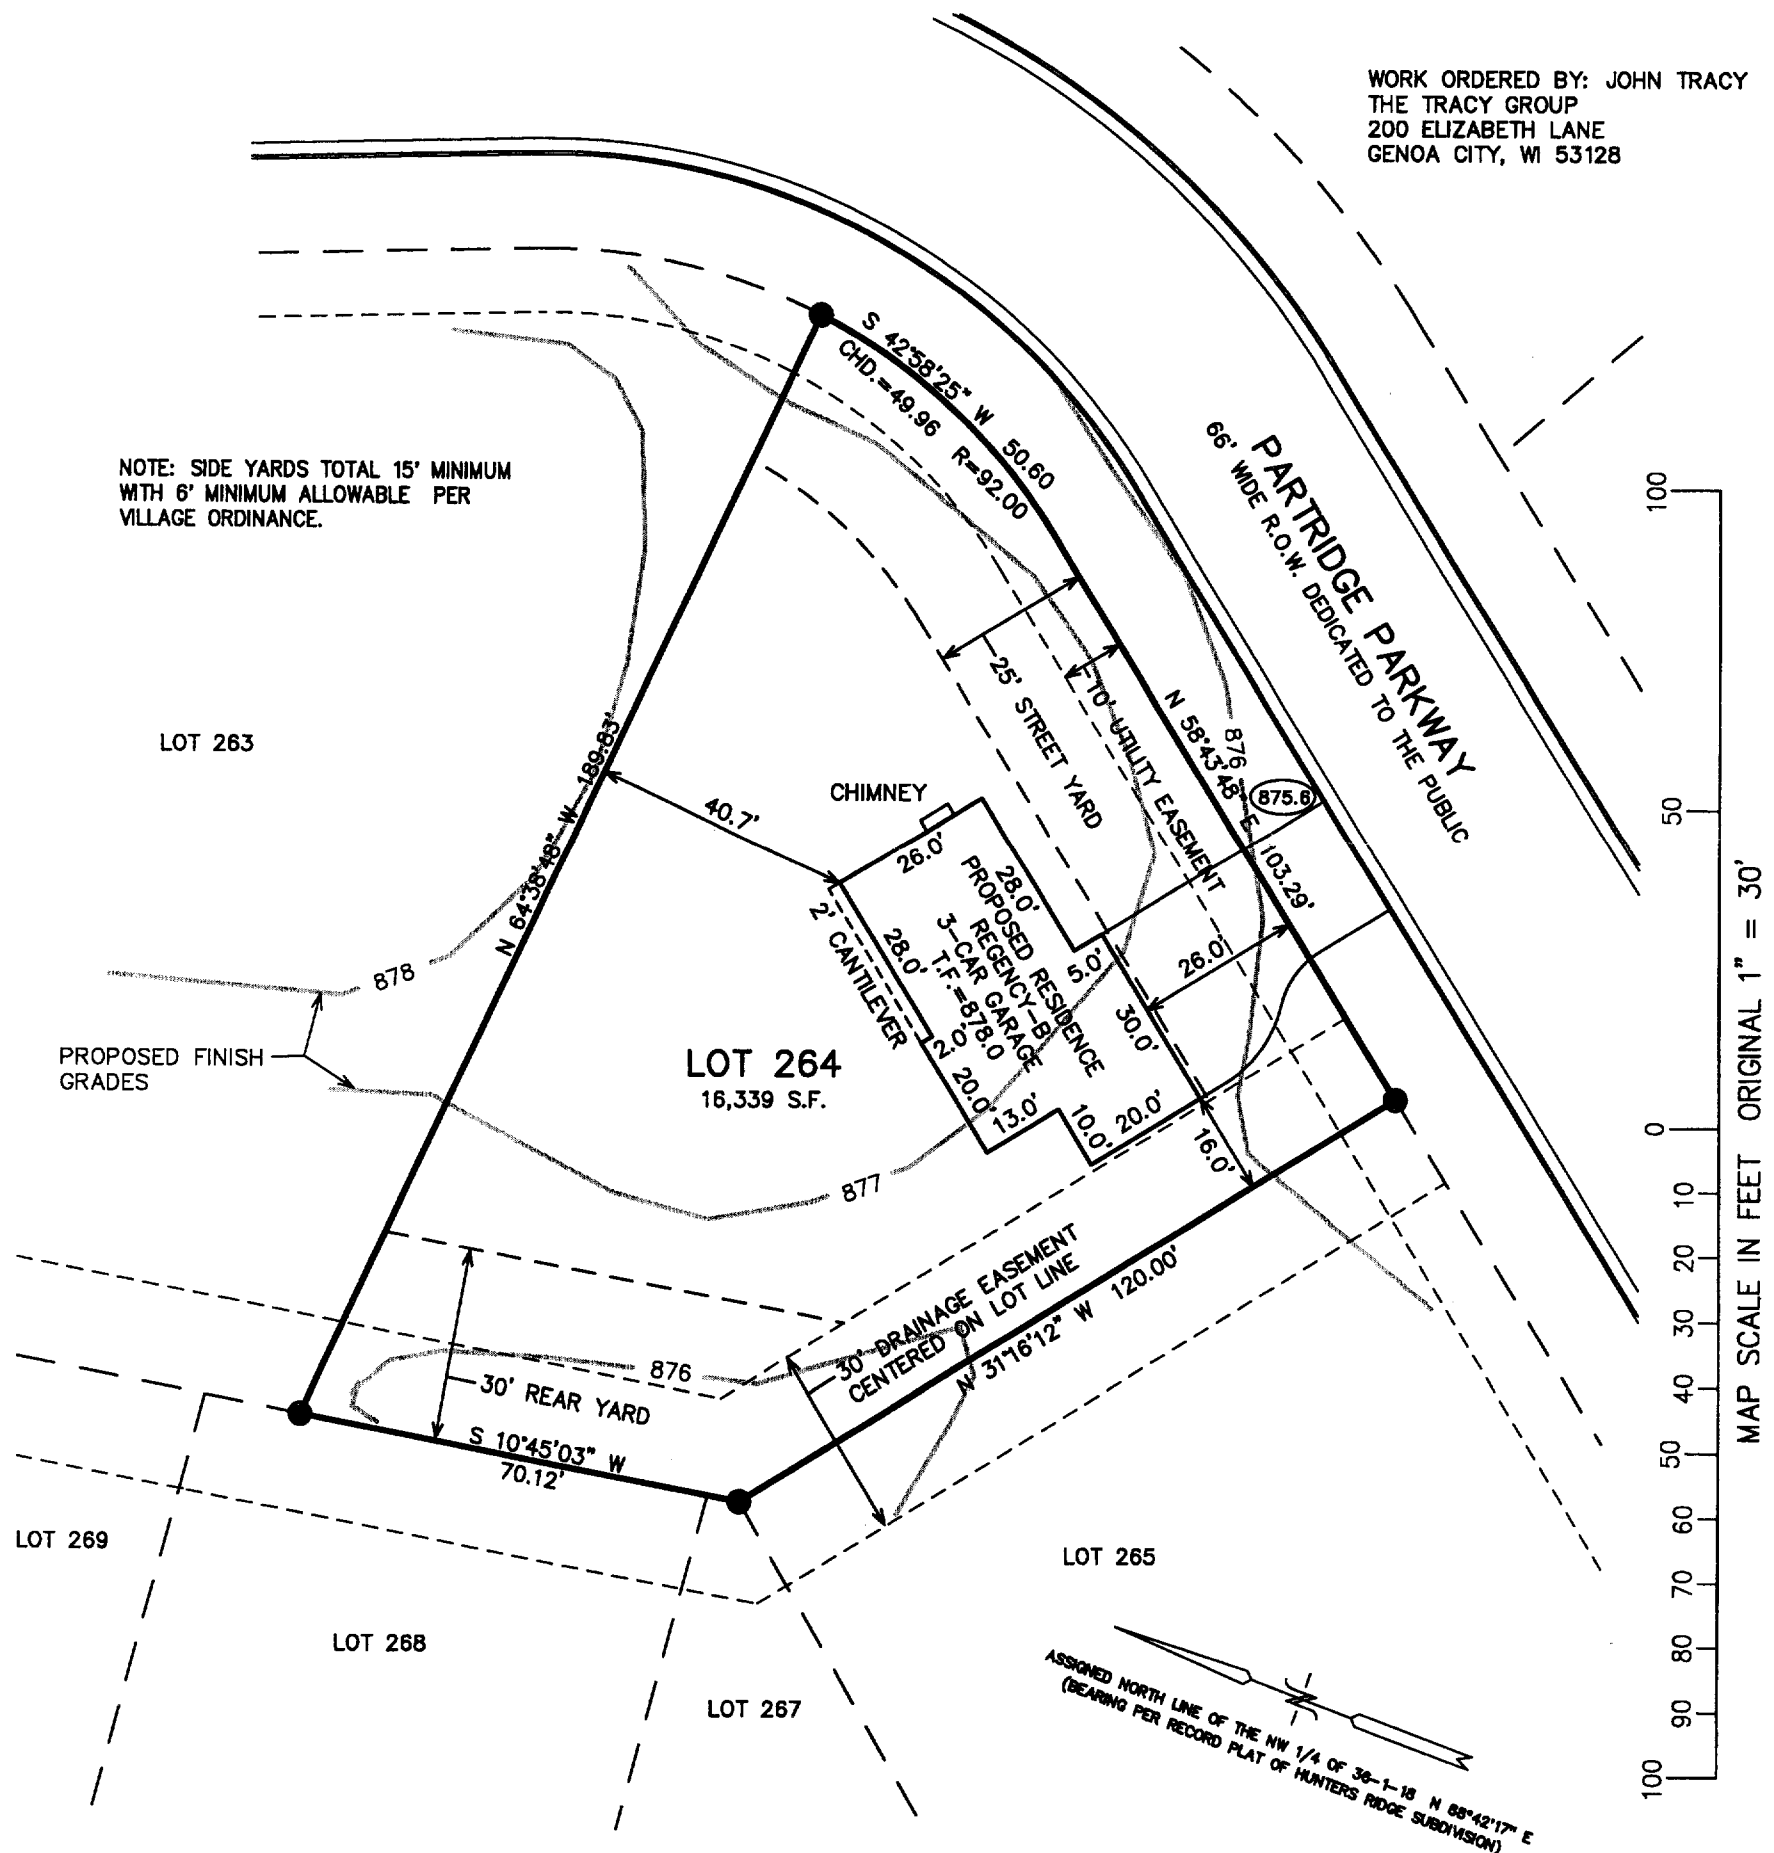 WORK ORDERED BY: JOHN TRACY
THE TRACY GROUP
200 ELIZABETH LANE
GENOA CITY, WI 53128
S 42°58'25" W 50.60
CHD.=49.96 R=92.00
NOTE: SIDE YARDS TOTAL 15' MINIMUM
WITH 6' MINIMUM ALLOWABLE PER
VILLAGE ORDINANCE.
PARTRIDGE PARKWAY
66' WIDE R.O.W. DEDICATED TO THE PUBLIC
25' STREET YARD
10' UTILITY EASEMENT
N 58°43'48" E 103.29'
876
875.6
LOT 263
N 64°38'48" W 189.83'
40.7'
CHIMNEY
26.0'
28.0'
PROPOSED RESIDENCE
REGENCY-B
3-CAR GARAGE
T.F.=878.0
28.0'
2' CANTILEVER
5.0'
26.0'
30.0'
2.0'
20.0'
13.0'
10.0'
20.0'
16.0'
878
PROPOSED FINISH
GRADES
LOT 264
16,339 S.F.
877
30' DRAINAGE EASEMENT
CENTERED ON LOT LINE
N 31°16'12" W 120.00'
876
30' REAR YARD
S 10°45'03" W
70.12'
LOT 269
LOT 268
LOT 267
LOT 265
ASSIGNED NORTH LINE OF THE NW 1/4 OF 36-1-18 N 88°42'17" E
(BEARING PER RECORD PLAT OF HUNTERS RIDGE SUBDIVISION)
100
50
0
10
20
30
40
50
60
70
80
90
100
MAP SCALE IN FEET ORIGINAL 1" = 30'